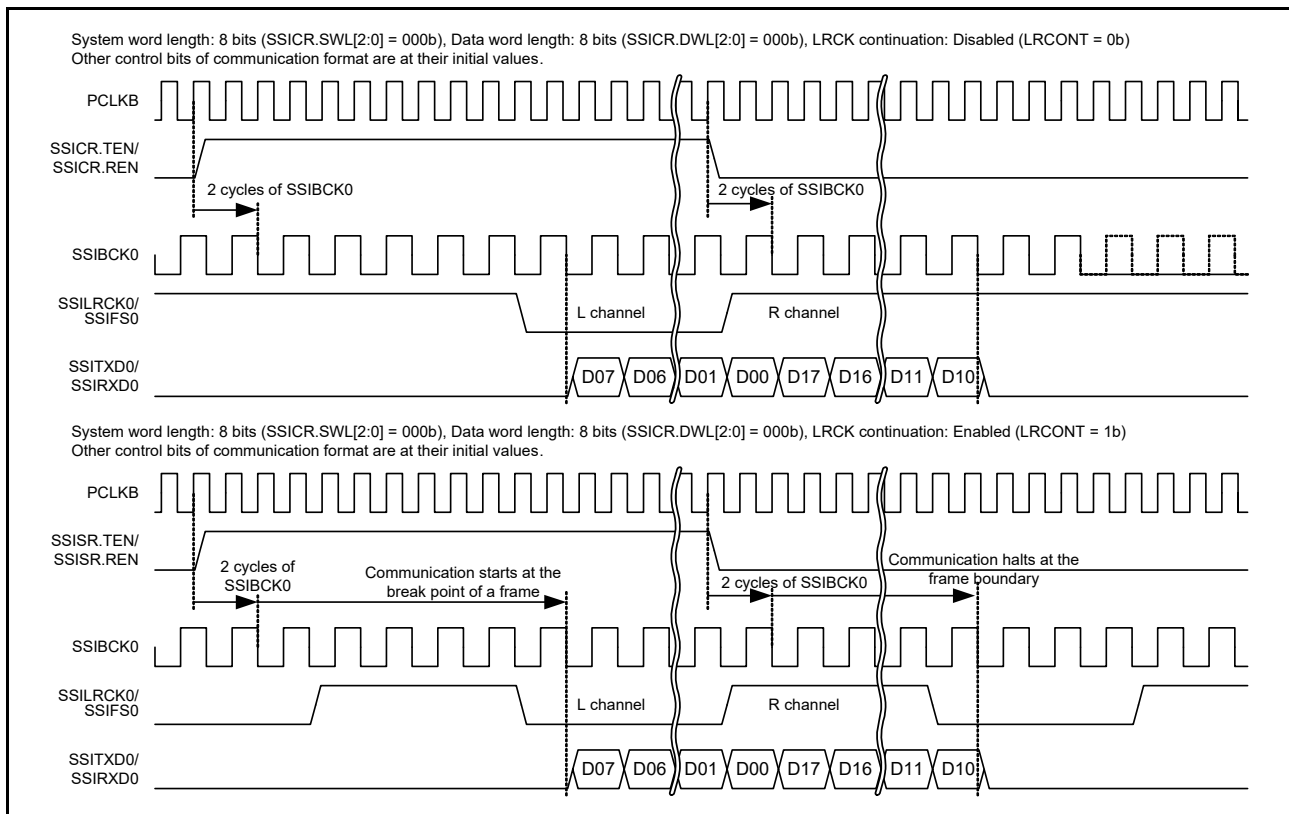 System word length: 8 bits (SSICR.SWL[2:0] = 000b), Data word length: 8 bits (SSICR.DWL[2:0] = 000b), LRCK continuation: Disabled (LRCONT = 0b)
Other control bits of communication format are at their initial values.
PCLKB
SSICR.TEN/
SSICR.REN
2 cycles of SSIBCK0
2 cycles of SSIBCK0
SSIBCK0
SSILRCK0/
SSIFS0
L channel
R channel
SSITXD0/
SSIRXD0
D07 D06 D01 D00 D17 D16 D11 D10
System word length: 8 bits (SSICR.SWL[2:0] = 000b), Data word length: 8 bits (SSICR.DWL[2:0] = 000b), LRCK continuation: Enabled (LRCONT = 1b)
Other control bits of communication format are at their initial values.
PCLKB
SSISR.TEN/
SSISR.REN
2 cycles of
SSIBCK0
Communication starts at the
break point of a frame
2 cycles of SSIBCK0
Communication halts at the
frame boundary
SSIBCK0
SSILRCK0/
SSIFS0
L channel
R channel
SSITXD0/
SSIRXD0
D07 D06 D01 D00 D17 D16 D11 D10